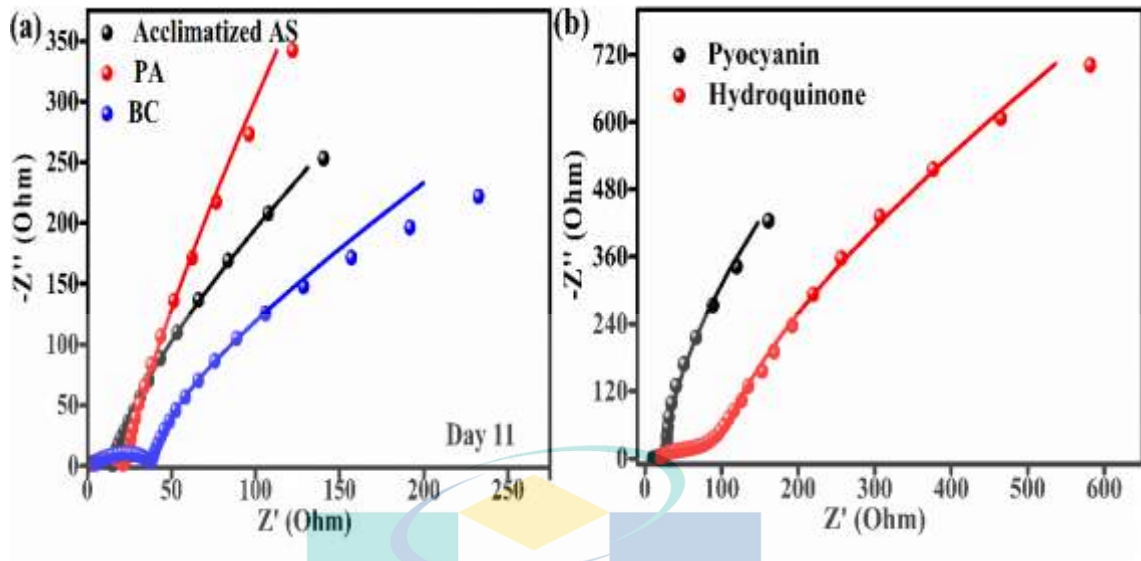 (a)
Acclimatized AS
PA
BC
350
300
250
200
150
100
50
0
-Z'' (Ohm)
Day 11
0 50 100 150 200 250
Z' (Ohm)
(b)
Pyocyanin
Hydroquinone
720
600
480
360
240
120
0
-Z'' (Ohm)
0 100 200 300 400 500 600
Z' (Ohm)